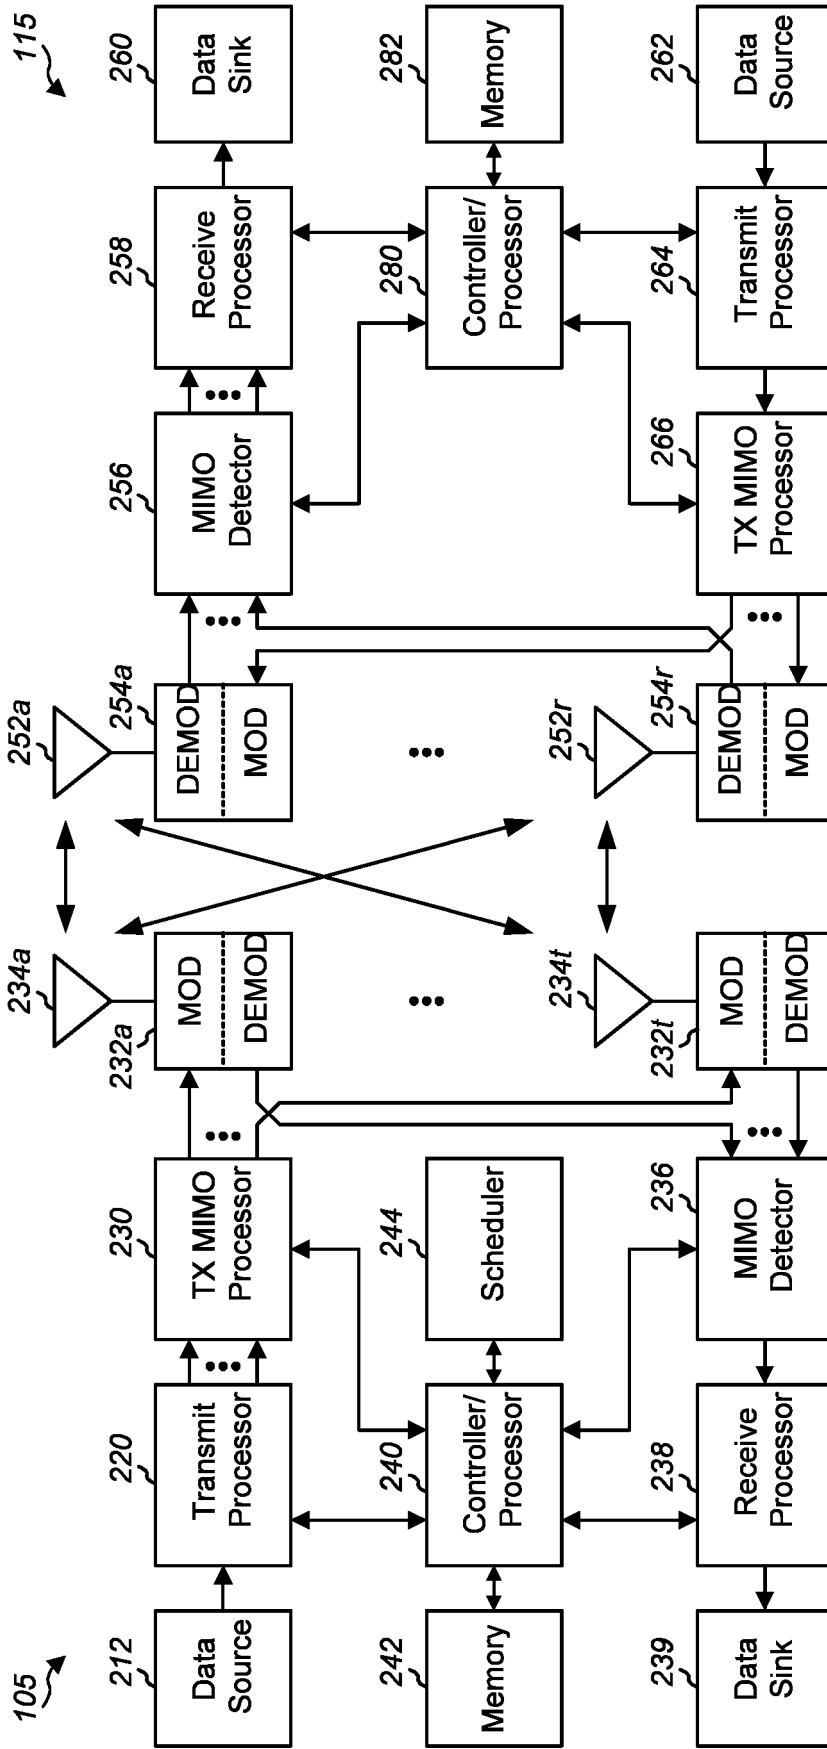 105
115
212
Data
Source
220
Transmit
Processor
230
TX MIMO
Processor
232a
MOD
DEMOD
234a
252a
254a
DEMOD
MOD
256
MIMO
Detector
258
Receive
Processor
260
Data
Sink
242
Memory
240
Controller/
Processor
244
Scheduler
280
Controller/
Processor
282
Memory
239
Data
Sink
238
Receive
Processor
236
MIMO
Detector
232t
MOD
DEMOD
234t
252r
254r
DEMOD
MOD
266
TX MIMO
Processor
264
Transmit
Processor
262
Data
Source